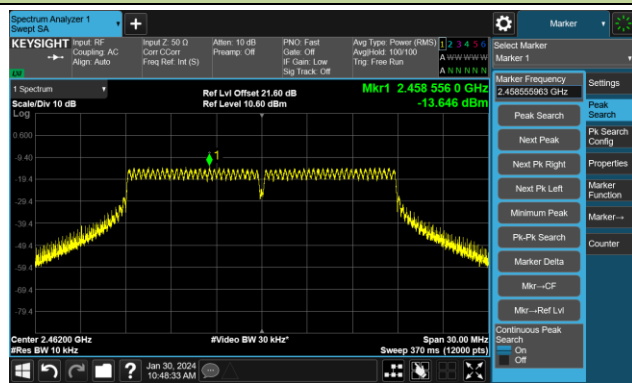 Spectrum Analyzer 1
Swept SA
Marker
KEYSIGHT
Input: RF
Coupling: AC
Align: Auto
Input Z: 50 Ω
Corr CCorr
Freq Ref: Int (S)
Atten: 10 dB
Preamp: Off
PNO: Fast
Gate: Off
IF Gain: Low
Sig Track: Off
Avg Type: Power (RMS)
Avg|Hold: 100/100
Trig: Free Run
1 2 3 4 5 6
A W W W W W
A N N N N N
Select Marker
Marker 1
1 Spectrum
Scale/Div 10 dB
Ref Lvl Offset 21.60 dB
Ref Level 10.60 dBm
Mkr1 2.458 556 0 GHz
-13.646 dBm
Log
0.600
-9.40
-19.4
-29.4
-39.4
-49.4
-59.4
-69.4
-79.4
1
Center 2.46200 GHz
#Res BW 10 kHz
#Video BW 30 kHz*
Span 30.00 MHz
Sweep 370 ms (12000 pts)
Marker Frequency
2.458555963 GHz
Peak Search
Next Peak
Next Pk Right
Next Pk Left
Minimum Peak
Pk-Pk Search
Marker Delta
Mkr→CF
Mkr→Ref Lvl
Continuous Peak
Search
On
Off
Settings
Peak
Search
Pk Search
Config
Properties
Marker
Function
Marker→
Counter
?
Jan 30, 2024
10:48:33 AM